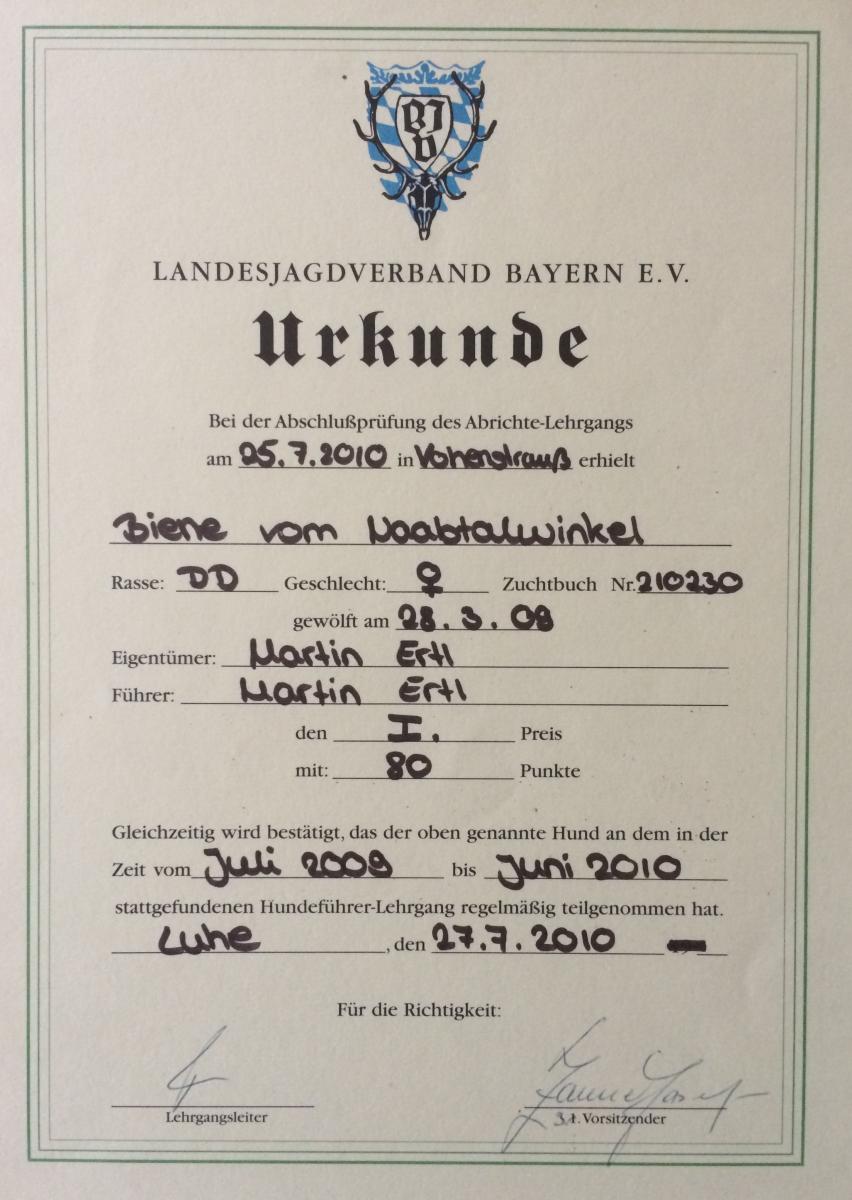 BJV
LANDESJAGDVERBAND BAYERN E.V.
Urkunde
Bei der Abschlußprüfung des Abrichte-Lehrgangs
am 25.7.2010 in Vohenstrauß erhielt
Biene vom Naabtalwinkel
Rasse: DD Geschlecht: ♀ Zuchtbuch Nr. 210230
gewölft am 28.3.09
Eigentümer: Martin Ertl
Führer: Martin Ertl
den I. Preis
mit: 80 Punkte
Gleichzeitig wird bestätigt, das der oben genannte Hund an dem in der
Zeit vom Juli 2009 bis Juni 2010
stattgefundenen Hundeführer-Lehrgang regelmäßig teilgenommen hat.
Luhe, den 27.7.2010
Für die Richtigkeit:
Lehrgangsleiter
1. Vorsitzender